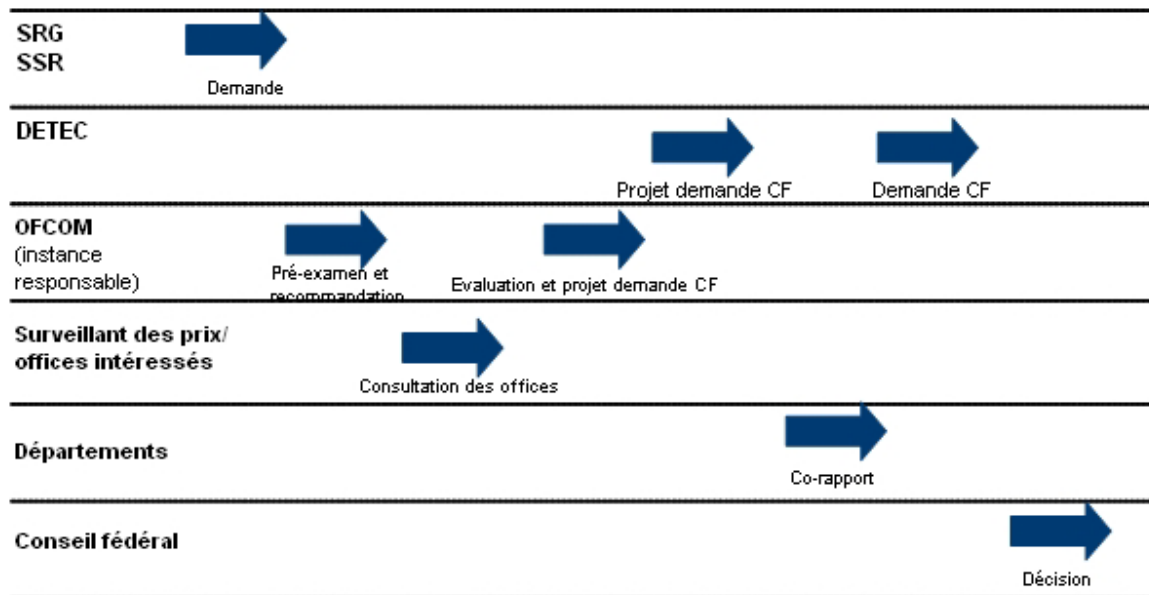 SRG
SSR
Demande
DETEC
Projet demande CF
Demande CF
OFCOM
(instance
responsable)
Pré-examen et
recommandation
Evaluation et projet demande CF
Surveillant des prix/
offices intéressés
Consultation des offices
Départements
Co-rapport
Conseil fédéral
Décision